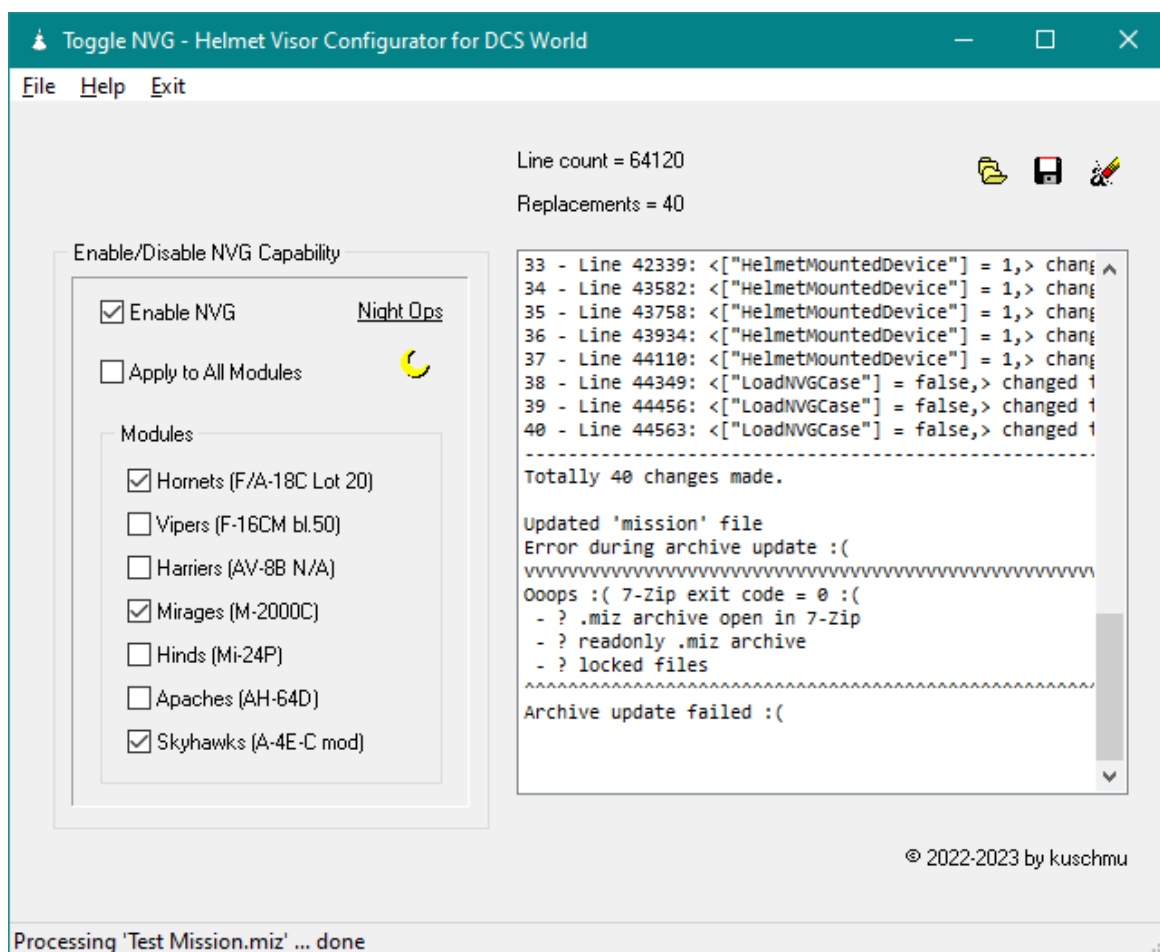 Toggle NVG - Helmet Visor Configurator for DCS World
File Help Exit
Line count = 64120
Replacements = 40
Enable/Disable NVG Capability
Enable NVG
Night Ops
Apply to All Modules
Modules
Hornets (F/A-18C Lot 20)
Vipers (F-16CM bl.50)
Harriers (AV-8B N/A)
Mirages (M-2000C)
Hinds (Mi-24P)
Apaches (AH-64D)
Skyhawks (A-4E-C mod)
33 - Line 42339: <["HelmetMountedDevice"] = 1,> chang
34 - Line 43582: <["HelmetMountedDevice"] = 1,> chang
35 - Line 43758: <["HelmetMountedDevice"] = 1,> chang
36 - Line 43934: <["HelmetMountedDevice"] = 1,> chang
37 - Line 44110: <["HelmetMountedDevice"] = 1,> chang
38 - Line 44349: <["LoadNVGCase"] = false,> changed t
39 - Line 44456: <["LoadNVGCase"] = false,> changed t
40 - Line 44563: <["LoadNVGCase"] = false,> changed t
---------------------------------------------------------
Totally 40 changes made.
Updated 'mission' file
Error during archive update :(
vvvvvvvvvvvvvvvvvvvvvvvvvvvvvvvvvvvvvvvvvvvvvvvvvvvvvvvvv
Ooops :( 7-Zip exit code = 0 :(
- ? .miz archive open in 7-Zip
- ? readonly .miz archive
- ? locked files
^^^^^^^^^^^^^^^^^^^^^^^^^^^^^^^^^^^^^^^^^^^^^^^^^^^^^^^^^
Archive update failed :(
© 2022-2023 by kuschmu
Processing 'Test Mission.miz' ... done